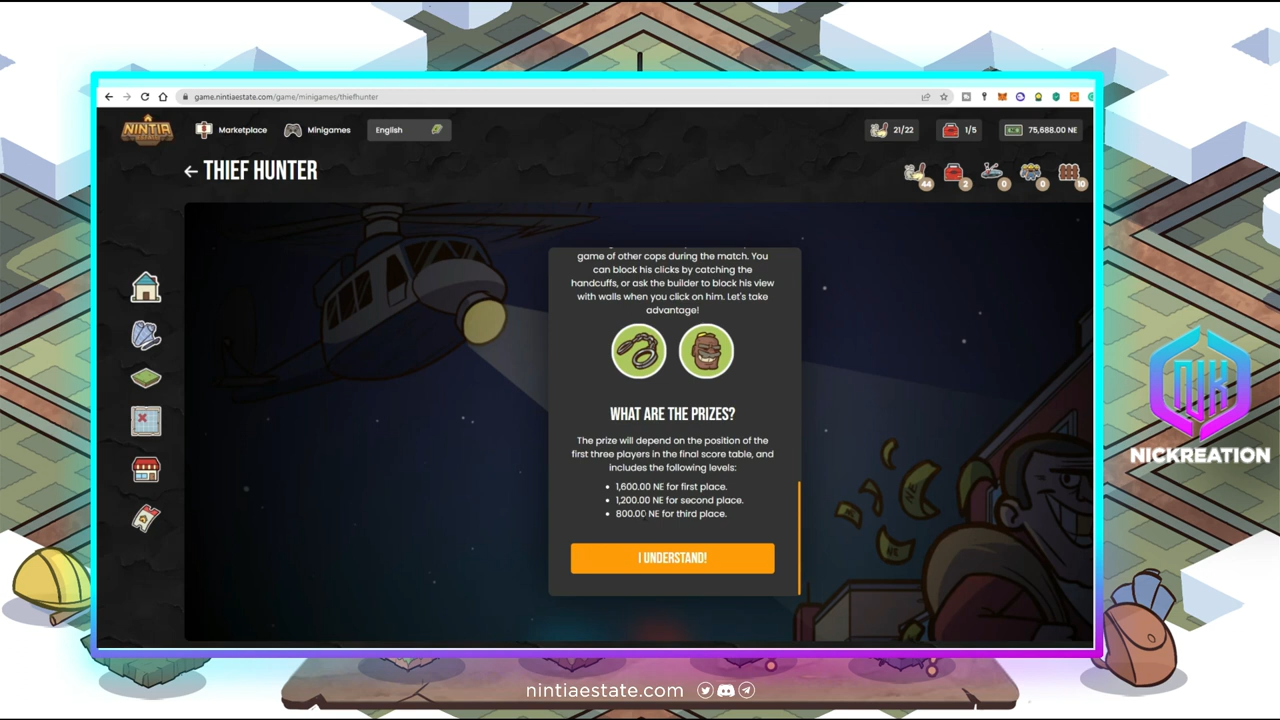 game.nintiaestate.com/game/minigames/thiefhunter
NINTIA
Marketplace
Minigames
English
21/22
1/5
75,688.00 NE
THIEF HUNTER
44
2
0
0
10
game of other cops during the match. You
can block his clicks by catching the
handcuffs, or ask the builder to block his view
with walls when you click on him. Let's take
advantage!
WHAT ARE THE PRIZES?
The prize will depend on the position of the
first three players in the final score table, and
includes the following levels:
• 1,600.00 NE for first place.
• 1,200.00 NE for second place.
• 800.00 NE for third place.
I UNDERSTAND!
NE
NIK
NICKREATION
nintiaestate.com